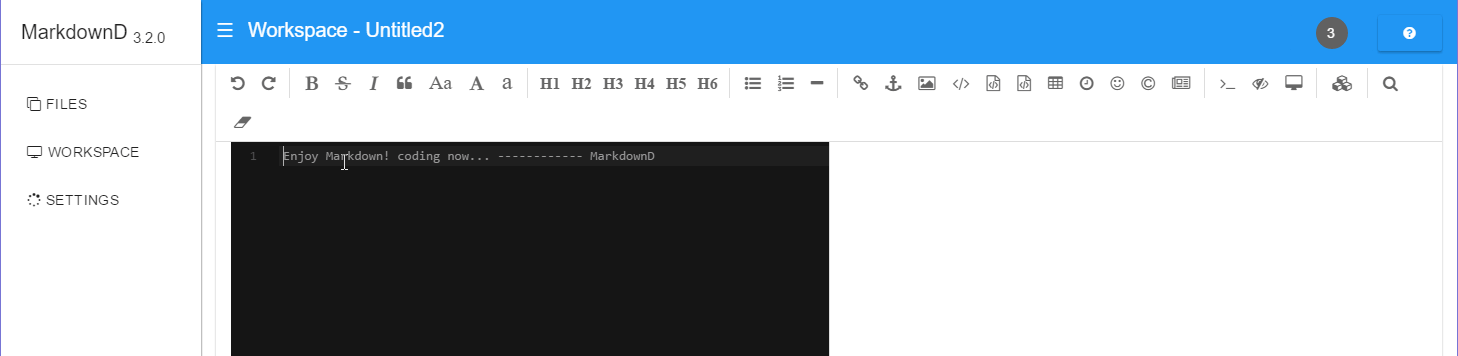 MarkdownD 3.2.0
Workspace - Untitled2
3
FILES
WORKSPACE
SETTINGS
B S I Aa A a H1 H2 H3 H4 H5 H6
1 Enjoy Markdown! coding now... ------------ MarkdownD